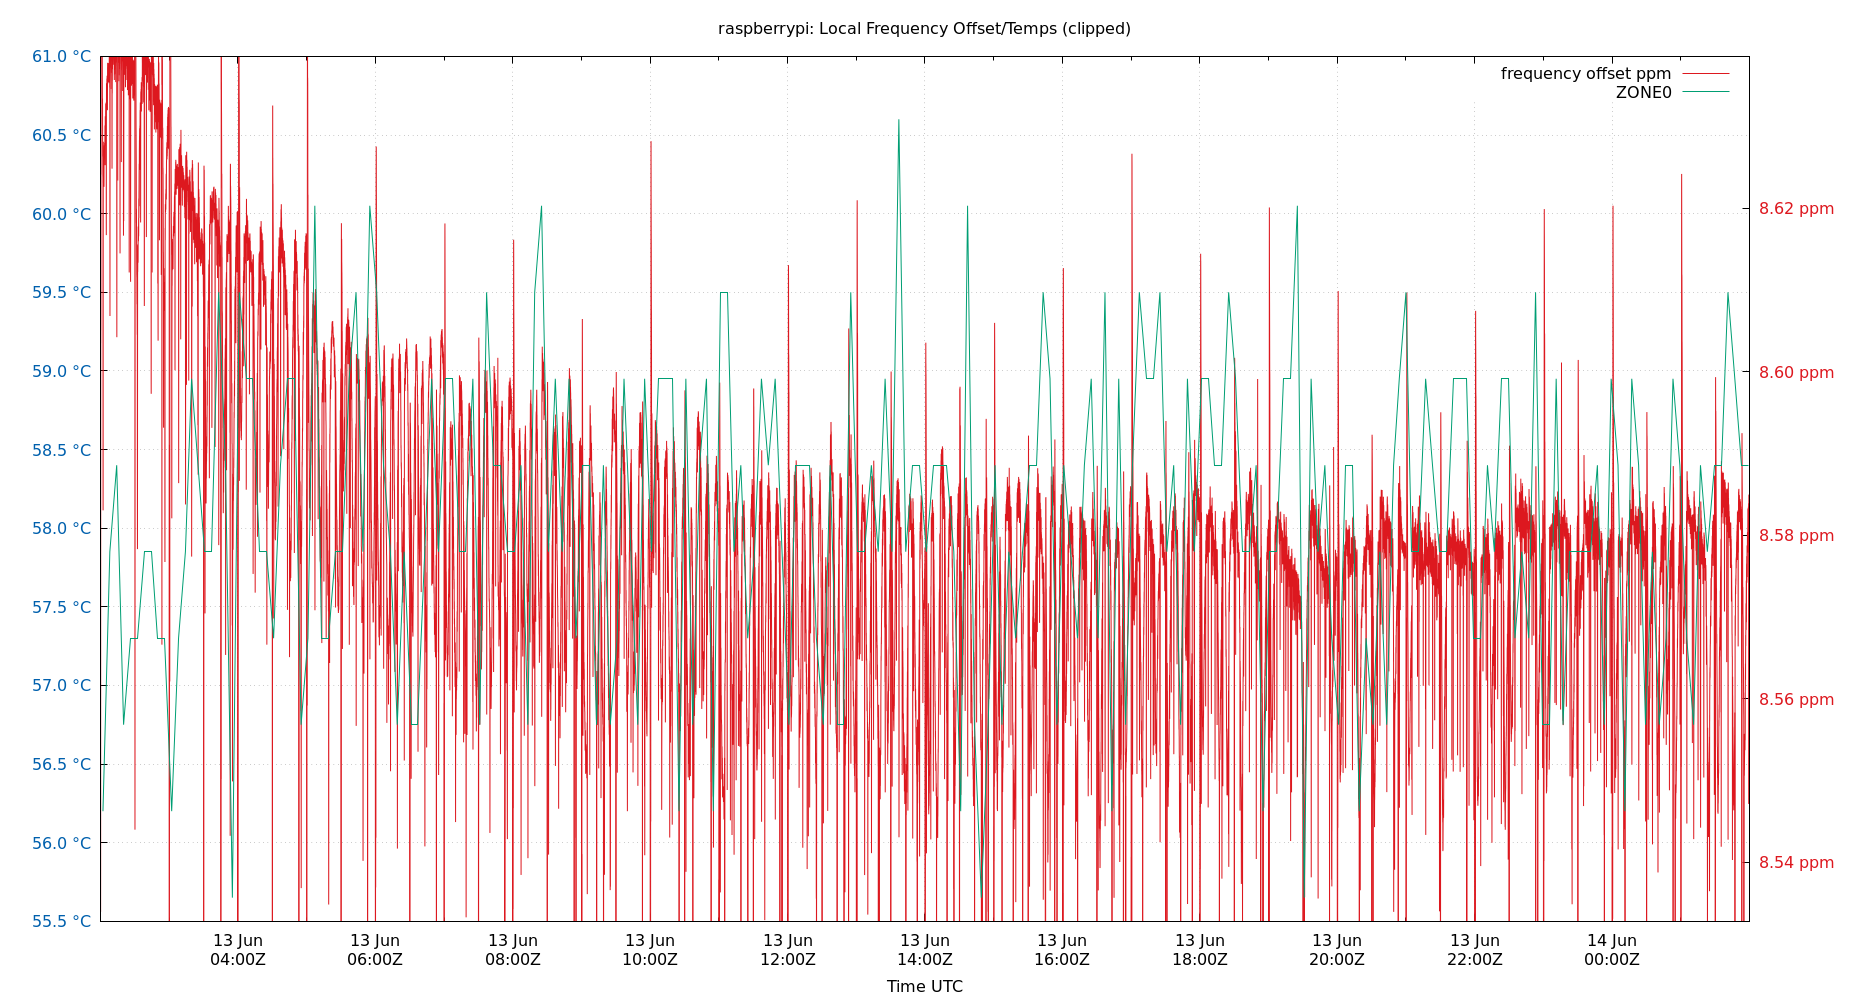 raspberrypi: Local Frequency Offset/Temps (clipped)
61.0 °C
60.5 °C
60.0 °C
59.5 °C
59.0 °C
58.5 °C
58.0 °C
57.5 °C
57.0 °C
56.5 °C
56.0 °C
55.5 °C
frequency offset ppm
ZONE0
8.62 ppm
8.60 ppm
8.58 ppm
8.56 ppm
8.54 ppm
13 Jun 13 Jun 13 Jun 13 Jun 13 Jun 13 Jun 13 Jun 13 Jun 13 Jun 13 Jun 14 Jun
04:00Z 06:00Z 08:00Z 10:00Z 12:00Z 14:00Z 16:00Z 18:00Z 20:00Z 22:00Z 00:00Z
Time UTC